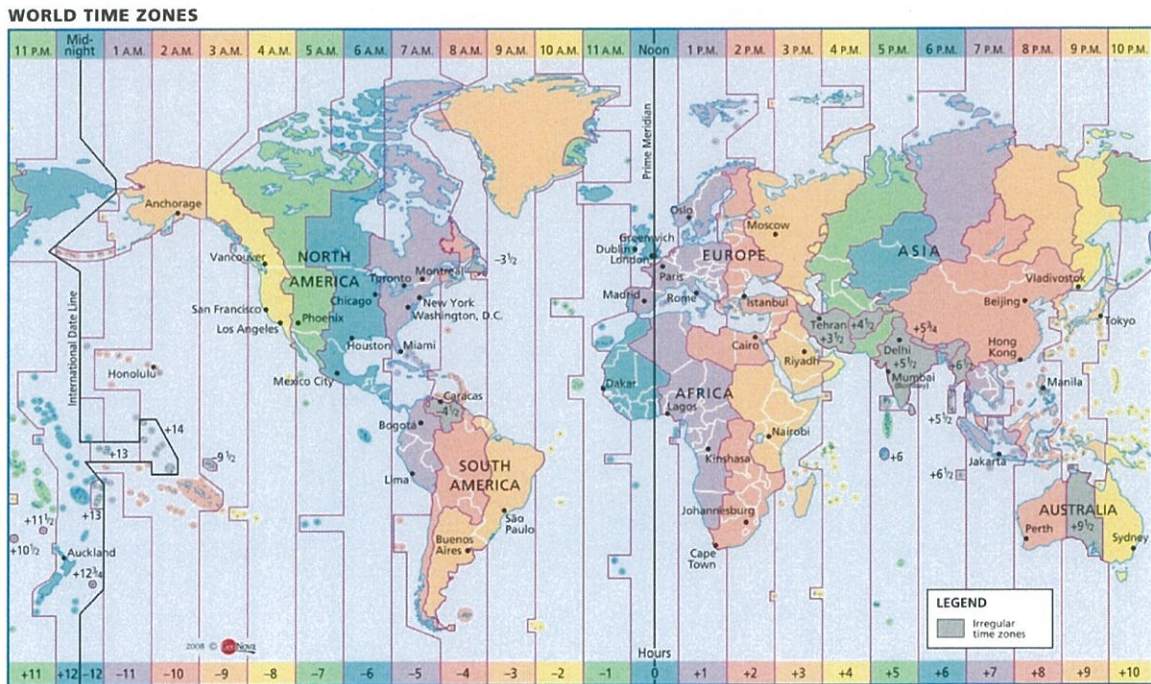 WORLD TIME ZONES
11 P.M. Mid-night 1 A.M. 2 A.M. 3 A.M. 4 A.M. 5 A.M. 6 A.M. 7 A.M. 8 A.M. 9 A.M. 10 A.M. 11 A.M. Noon 1 P.M. 2 P.M. 3 P.M. 4 P.M. 5 P.M. 6 P.M. 7 P.M. 8 P.M. 9 P.M. 10 P.M.
Prime Meridian
International Date Line
Anchorage
Vancouver
NORTH
AMERICA
Toronto
Montreal
-3½
Chicago
New York
Washington, D.C.
San Francisco
Los Angeles
Phoenix
Houston
Miami
Mexico City
Honolulu
Caracas
-4½
Bogotá
+14
+13
-9½
SOUTH
AMERICA
Lima
São
Paulo
Buenos
Aires
+13
+11½
+10½
Auckland
+12¾
Oslo
Moscow
Greenwich
Dublin
London
EUROPE
Paris
Madrid
Rome
Istanbul
ASIA
Vladivostok
Beijing
Tokyo
Tehran
+3½
+4½
+5¾
Cairo
Riyadh
Delhi
+5½
Hong
Kong
Mumbai
(Bombay)
+6½
Manila
Dakar
AFRICA
Lagos
+5½
Nairobi
Kinshasa
+6
Jakarta
+6½
Johannesburg
Cape
Town
AUSTRALIA
Perth
+9½
Sydney
LEGEND
Irregular
time zones
2008 © GeoNova
Hours
+11 +12 -12 -11 -10 -9 -8 -7 -6 -5 -4 -3 -2 -1 0 +1 +2 +3 +4 +5 +6 +7 +8 +9 +10